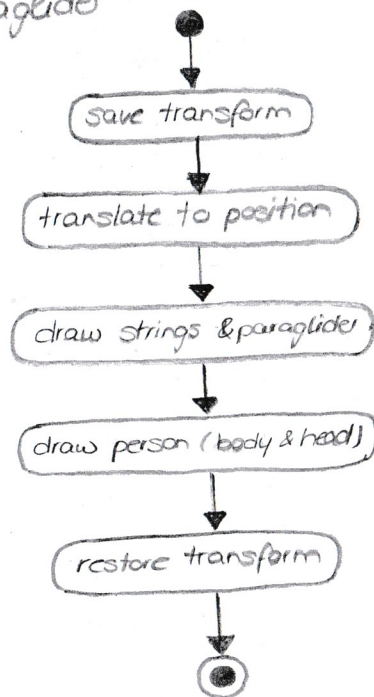 save transform
translate to position
draw strings & paraglider
draw person (body & head)
restore transform